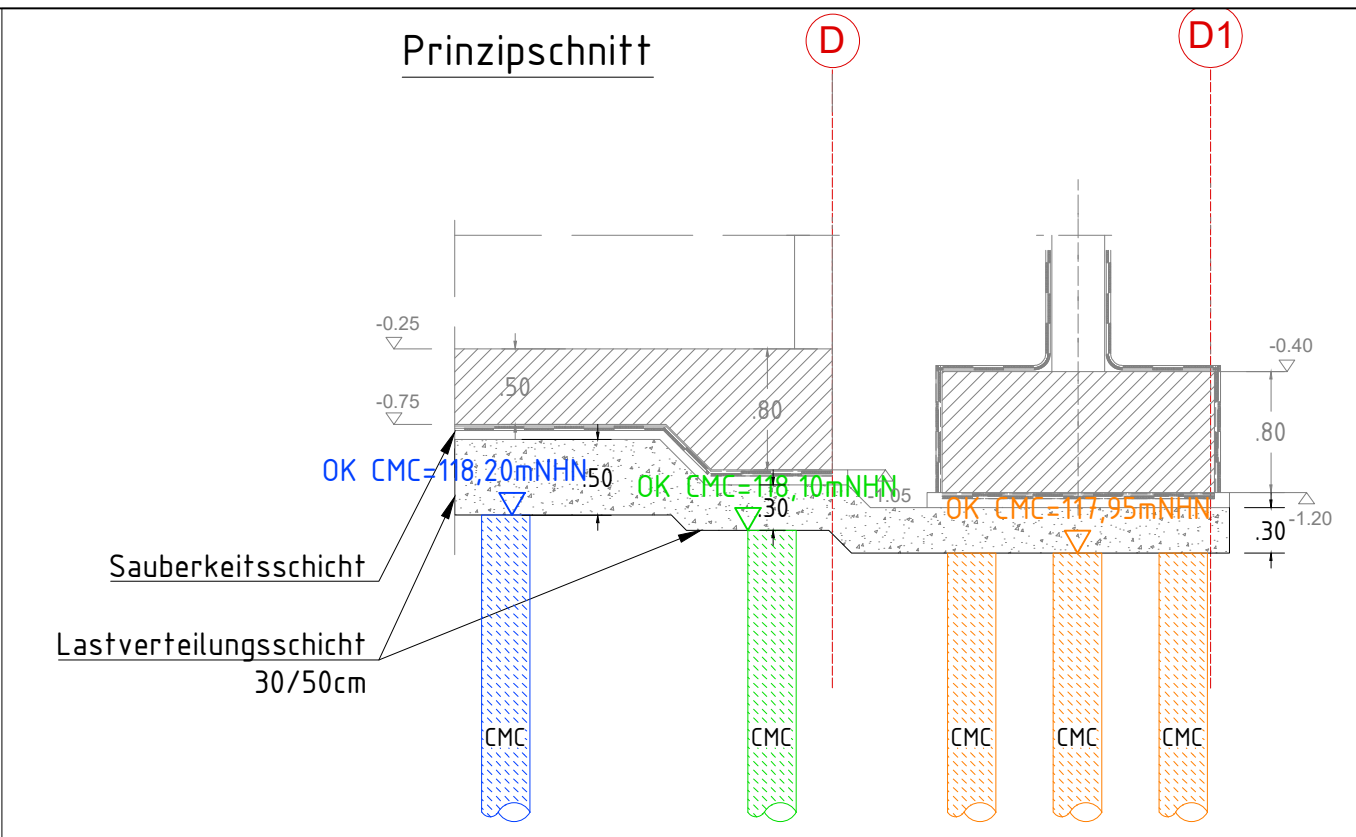 Prinzipschnitt
D
D1
-0.25
-0.40
.50
.80
-0.75
.80
OK CMC=118,20mNHN
.50
OK CMC=118,10mNHN
-1.05
.30
OK CMC=117,95mNHN
-1.20
.30
Sauberkeitsschicht
Lastverteilungsschicht
30/50cm
CMC
CMC
CMC
CMC
CMC